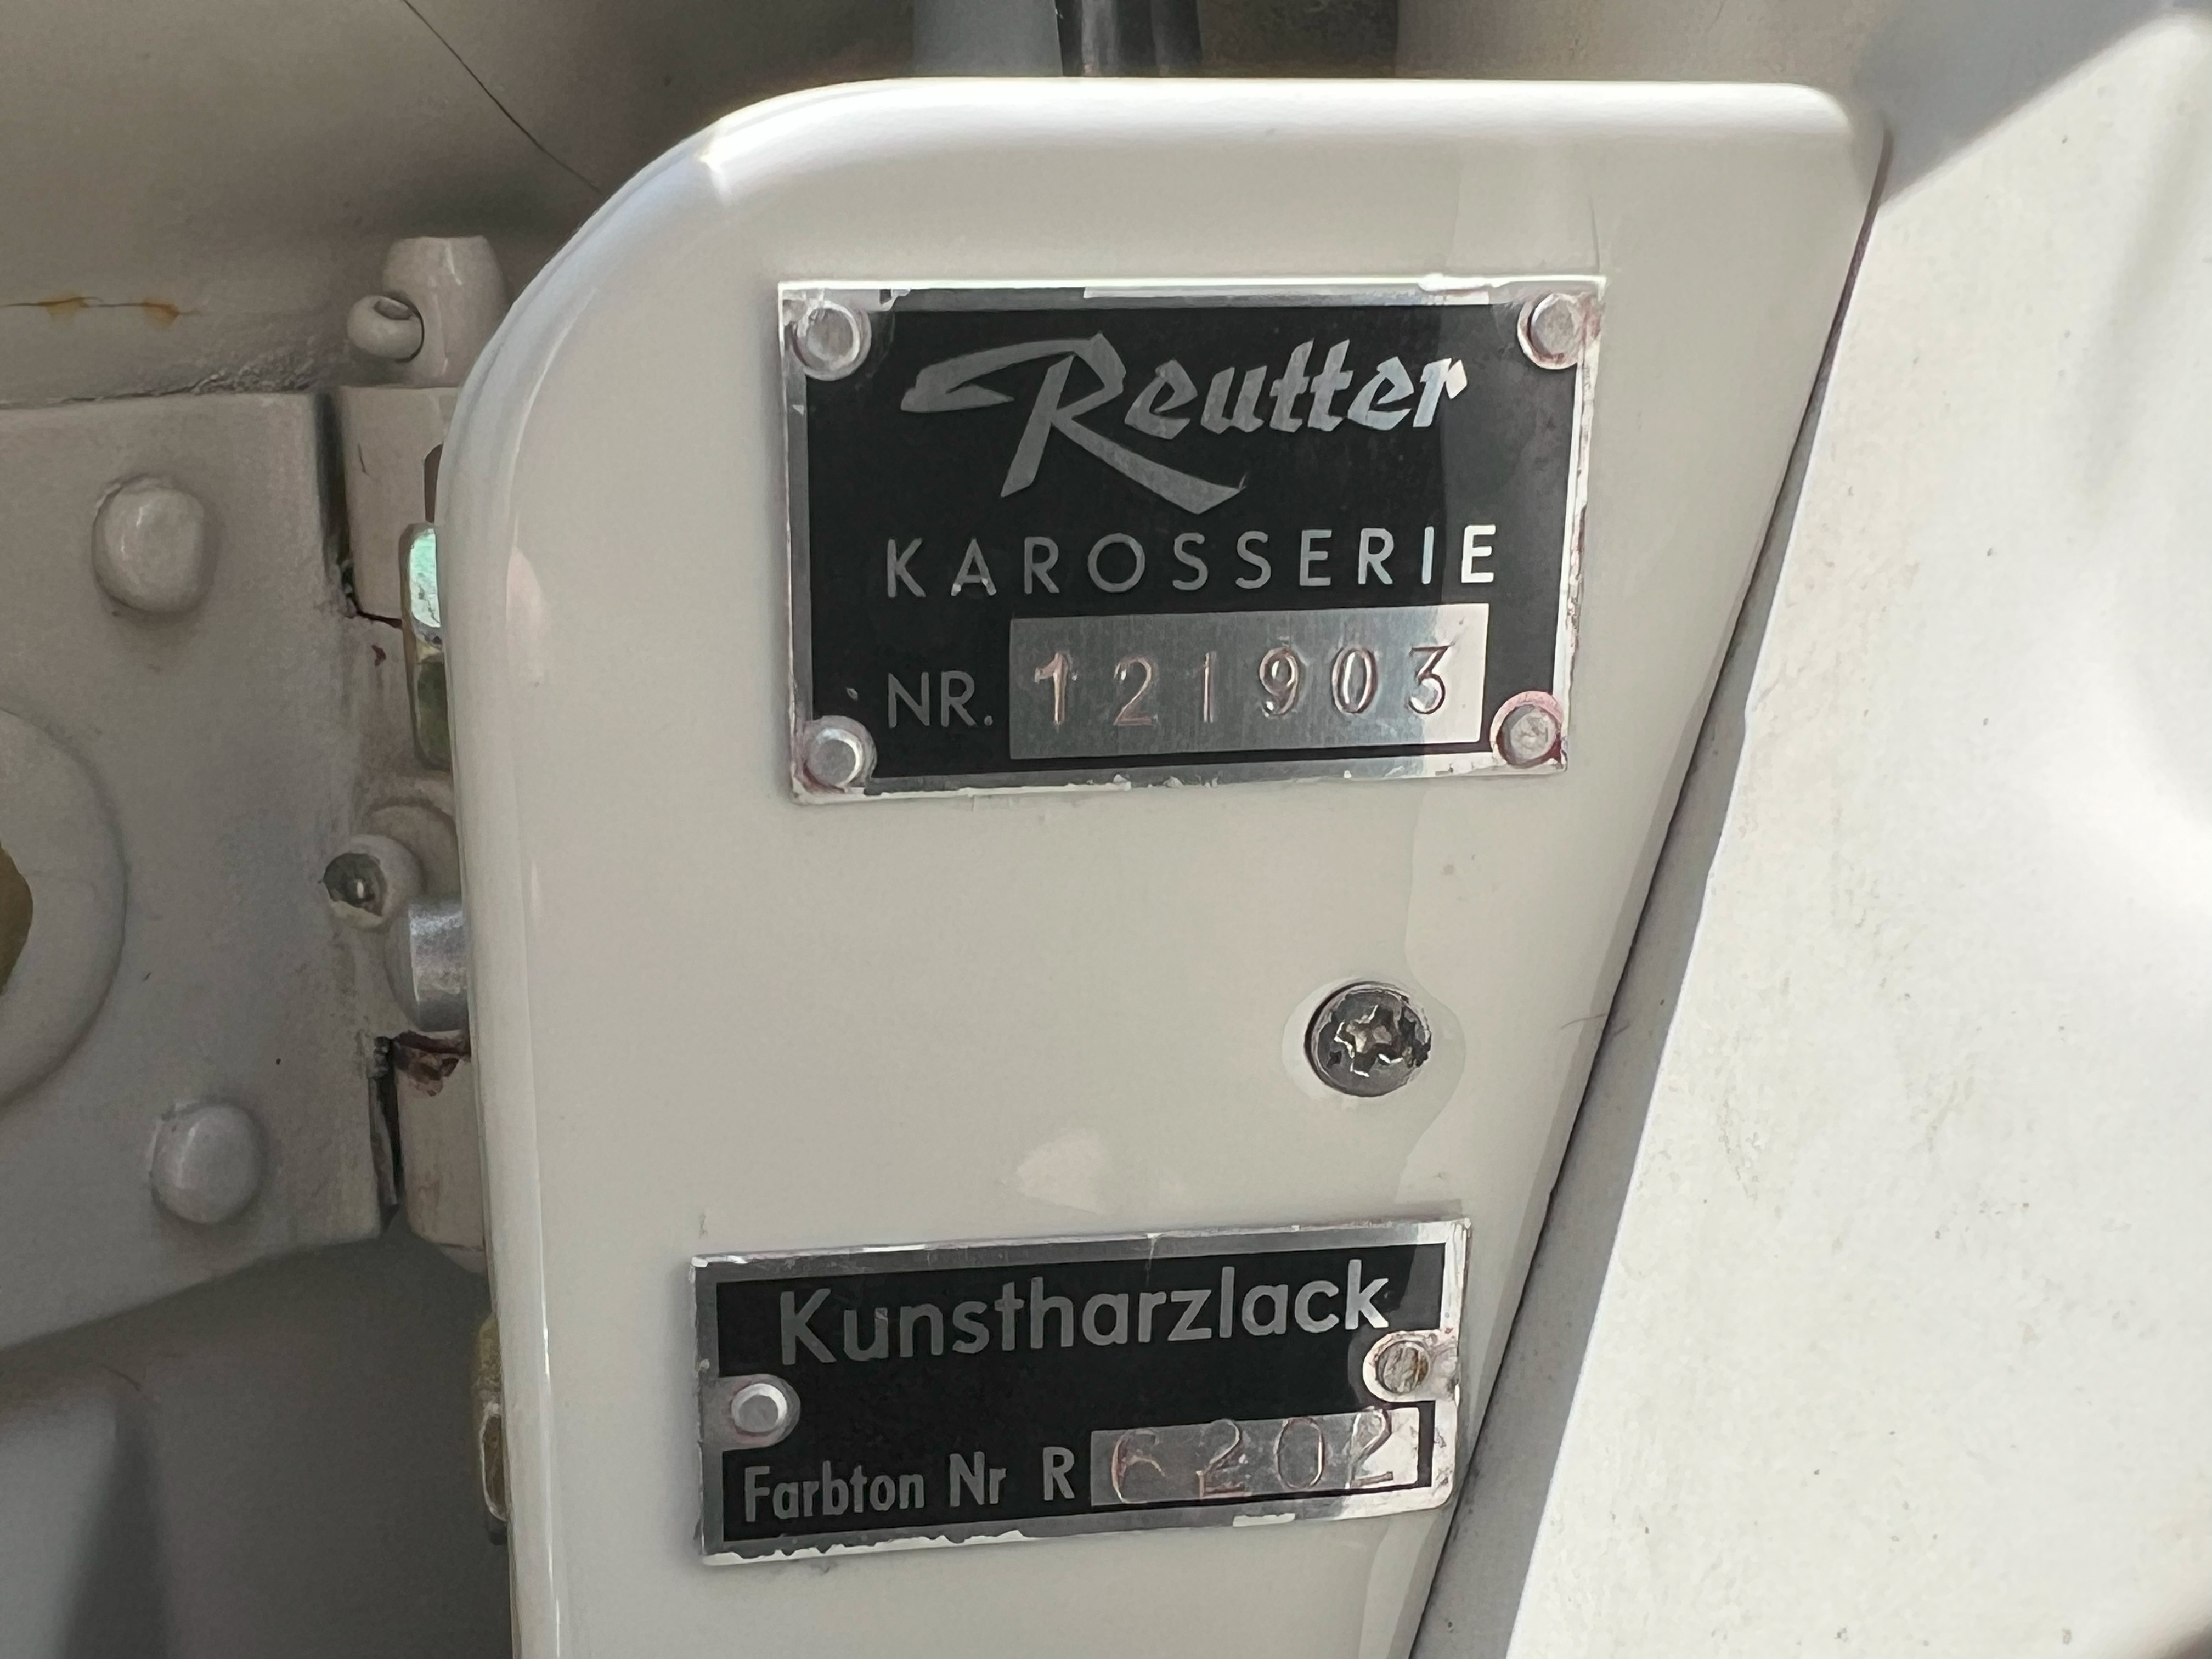 Reutter
KAROSSERIE
NR. 121903
Kunstharzlack
Farbton Nr R 6202